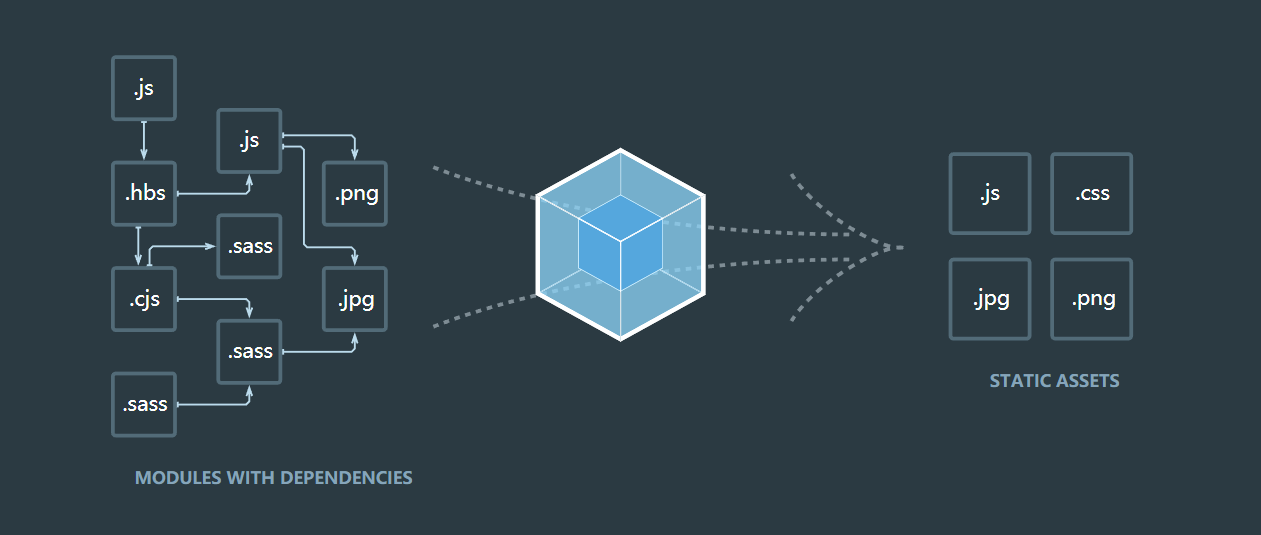 .js
.js
.hbs
.png
.sass
.cjs
.jpg
.sass
.sass
MODULES WITH DEPENDENCIES
.js
.css
.jpg
.png
STATIC ASSETS